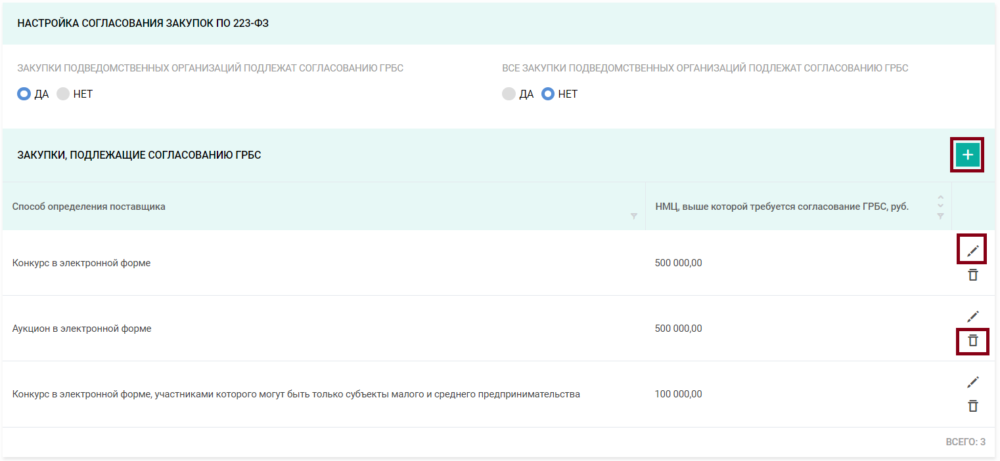 НАСТРОЙКА СОГЛАСОВАНИЯ ЗАКУПОК ПО 223-ФЗ
ЗАКУПКИ ПОДВЕДОМСТВЕННЫХ ОРГАНИЗАЦИЙ ПОДЛЕЖАТ СОГЛАСОВАНИЮ ГРБС
ВСЕ ЗАКУПКИ ПОДВЕДОМСТВЕННЫХ ОРГАНИЗАЦИЙ ПОДЛЕЖАТ СОГЛАСОВАНИЮ ГРБС
ДА НЕТ
ДА НЕТ
ЗАКУПКИ, ПОДЛЕЖАЩИЕ СОГЛАСОВАНИЮ ГРБС
Способ определения поставщика
НМЦ, выше которой требуется согласование ГРБС, руб.
Конкурс в электронной форме
500 000,00
Аукцион в электронной форме
500 000,00
Конкурс в электронной форме, участниками которого могут быть только субъекты малого и среднего предпринимательства
100 000,00
ВСЕГО: 3